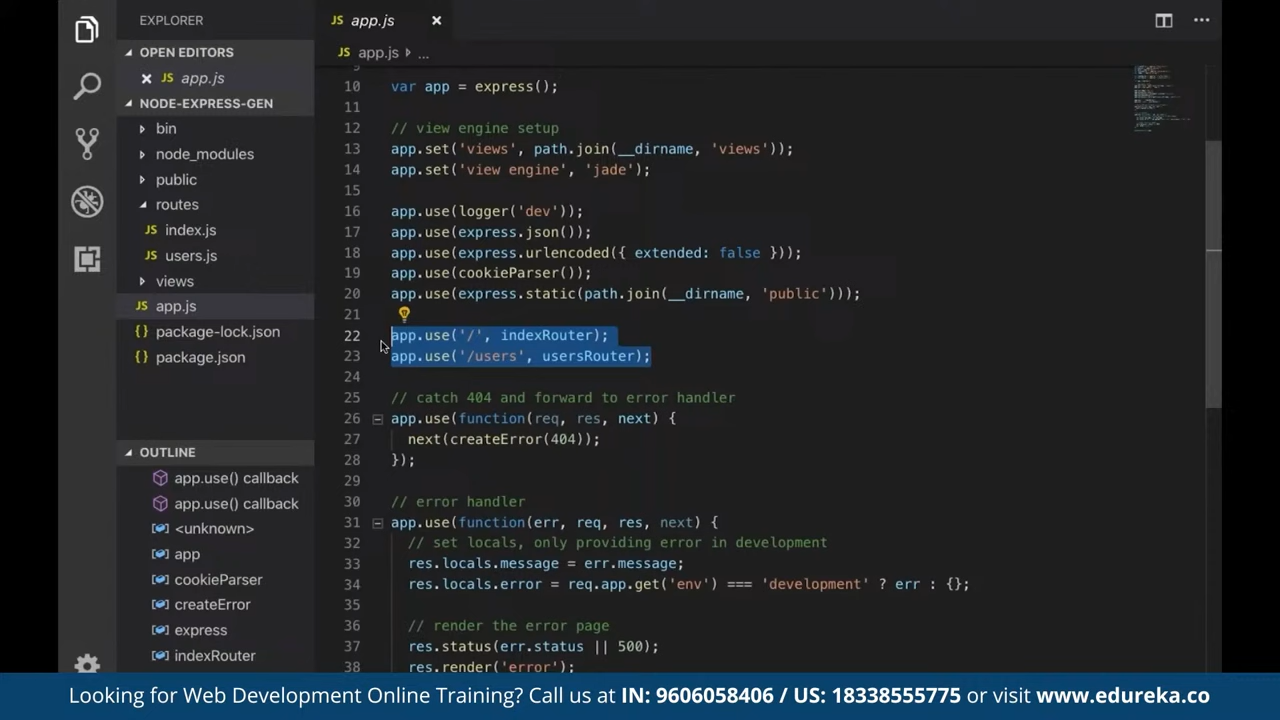 EXPLORER
OPEN EDITORS
JS app.js
NODE-EXPRESS-GEN
bin
node_modules
public
routes
JS index.js
JS users.js
views
JS app.js
{} package-lock.json
{} package.json
OUTLINE
app.use() callback
app.use() callback
<unknown>
app
cookieParser
createError
express
indexRouter
JS app.js
JS app.js ...
10 var app = express();
11
12 // view engine setup
13 app.set('views', path.join(__dirname, 'views'));
14 app.set('view engine', 'jade');
15
16 app.use(logger('dev'));
17 app.use(express.json());
18 app.use(express.urlencoded({ extended: false }));
19 app.use(cookieParser());
20 app.use(express.static(path.join(__dirname, 'public')));
21
22 app.use('/', indexRouter);
23 app.use('/users', usersRouter);
24
25 // catch 404 and forward to error handler
26 app.use(function(req, res, next) {
27 next(createError(404));
28 });
29
30 // error handler
31 app.use(function(err, req, res, next) {
32 // set locals, only providing error in development
33 res.locals.message = err.message;
34 res.locals.error = req.app.get('env') === 'development' ? err : {};
35
36 // render the error page
37 res.status(err.status || 500);
38 res.render('error');
Looking for Web Development Online Training? Call us at IN: 9606058406 / US: 18338555775 or visit www.edureka.co